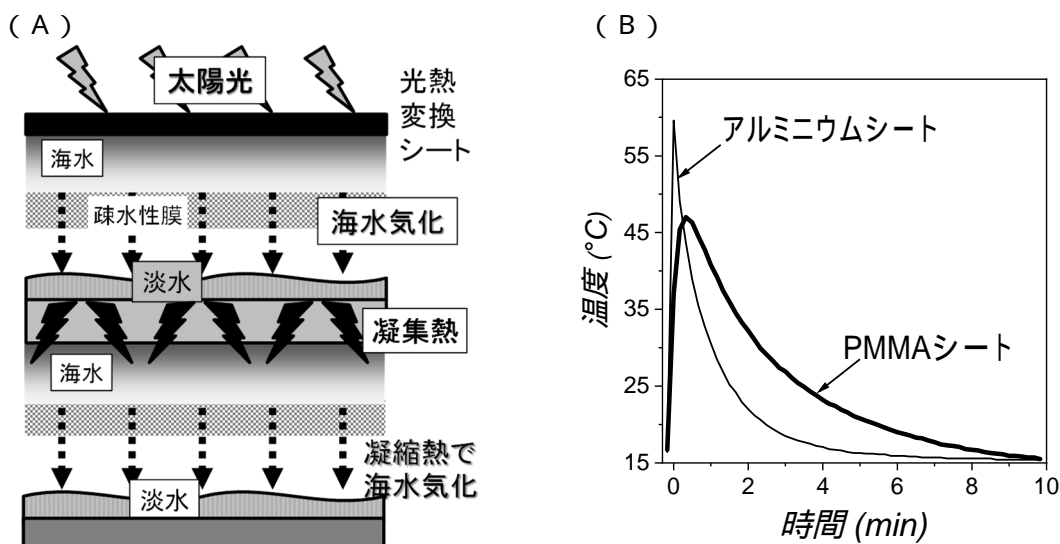 （A）
太陽光
光熱
変換
シート
海水
疎水性膜
海水気化
淡水
凝集熱
海水
凝縮熱で
海水気化
淡水
（B）
65
55
45
35
25
15
温度 (°C)
アルミニウムシート
PMMAシート
0 2 4 6 8 10
時間 (min)